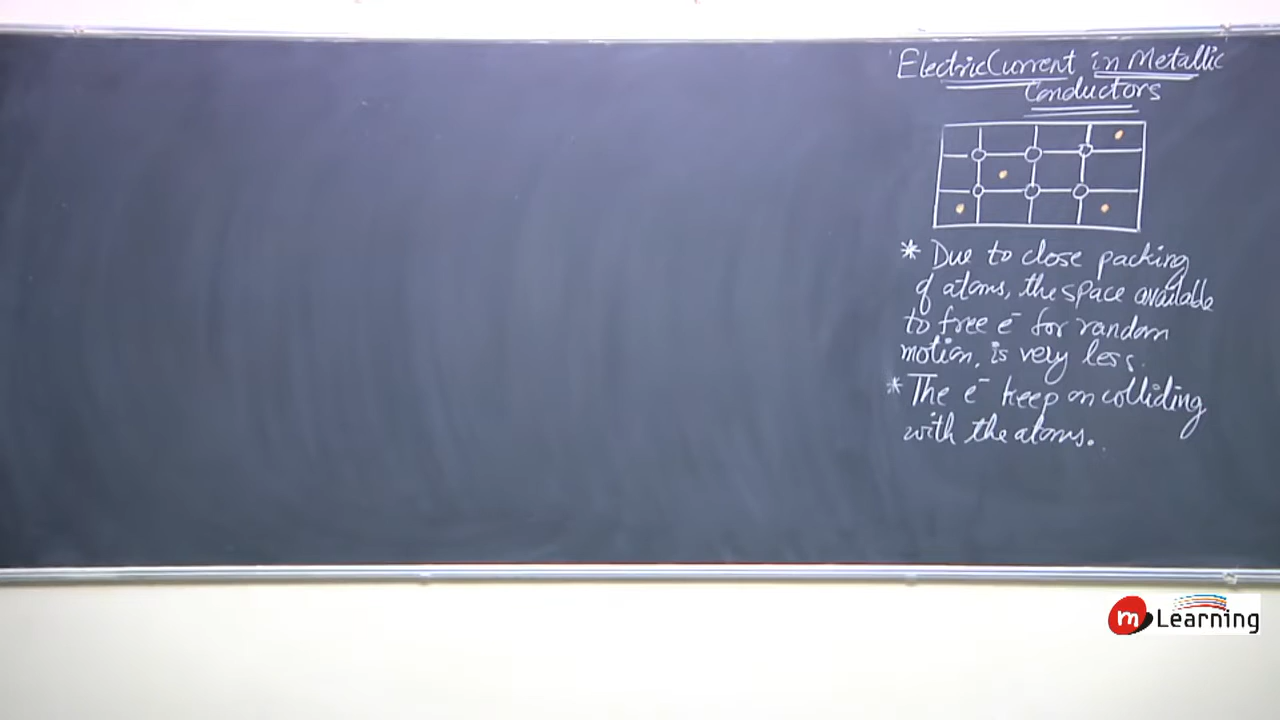 Electric Current in Metallic
Conductors
* Due to close packing
of atoms, the space available
to free e⁻ for random
motion, is very less.
* The e⁻ keep on colliding
with the atoms.
m Learning